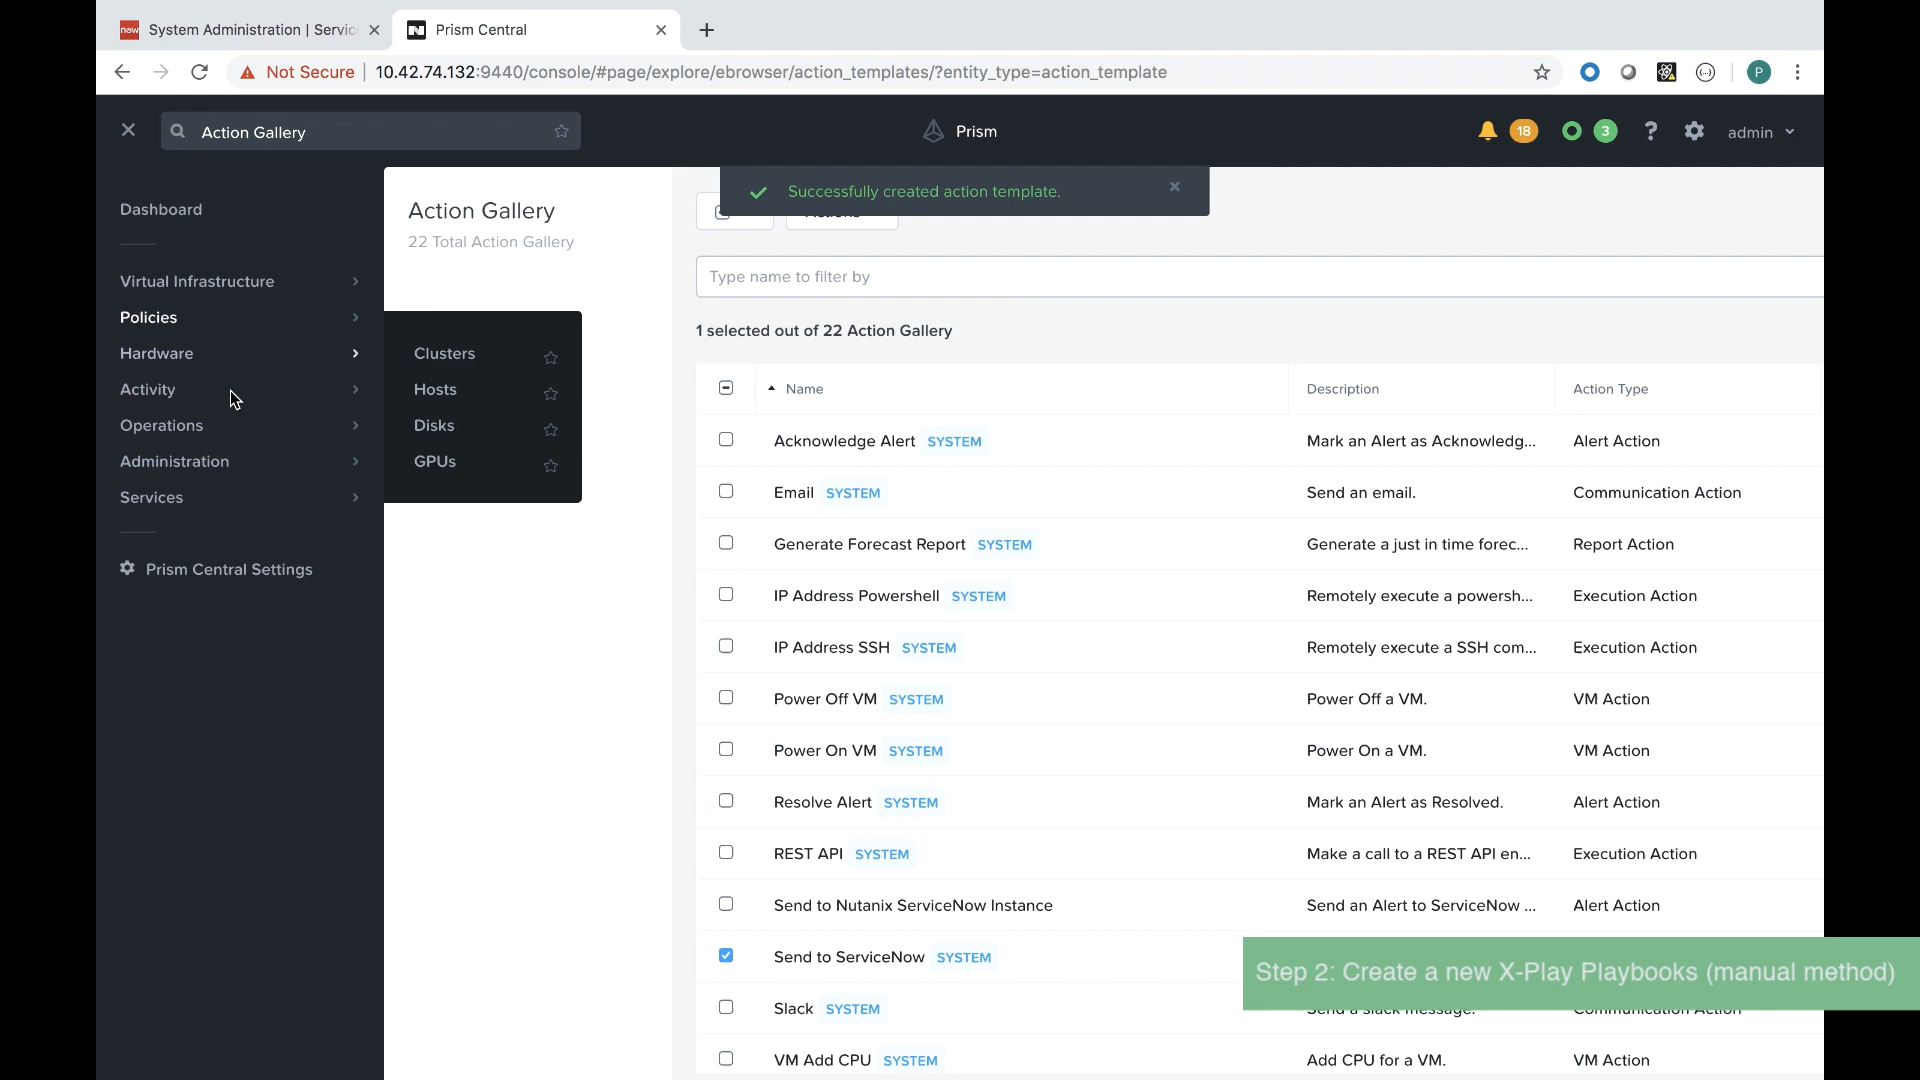 now System Administration | Servic
Prism Central
Not Secure 10.42.74.132:9440/console/#page/explore/ebrowser/action_templates/?entity_type=action_template
P
Action Gallery
Prism
18
3
?
admin
Successfully created action template.
Dashboard
Virtual Infrastructure
Policies
Hardware
Activity
Operations
Administration
Services
Prism Central Settings
Clusters
Hosts
Disks
GPUs
Action Gallery
22 Total Action Gallery
Actions
Type name to filter by
1 selected out of 22 Action Gallery
Name Description Action Type
Acknowledge Alert SYSTEM Mark an Alert as Acknowledg... Alert Action
Email SYSTEM Send an email. Communication Action
Generate Forecast Report SYSTEM Generate a just in time forec... Report Action
IP Address Powershell SYSTEM Remotely execute a powersh... Execution Action
IP Address SSH SYSTEM Remotely execute a SSH com... Execution Action
Power Off VM SYSTEM Power Off a VM. VM Action
Power On VM SYSTEM Power On a VM. VM Action
Resolve Alert SYSTEM Mark an Alert as Resolved. Alert Action
REST API SYSTEM Make a call to a REST API en... Execution Action
Send to Nutanix ServiceNow Instance Send an Alert to ServiceNow ... Alert Action
Send to ServiceNow SYSTEM
Step 2: Create a new X-Play Playbooks (manual method)
Slack SYSTEM Send a slack message. Communication Action
VM Add CPU SYSTEM Add CPU for a VM. VM Action